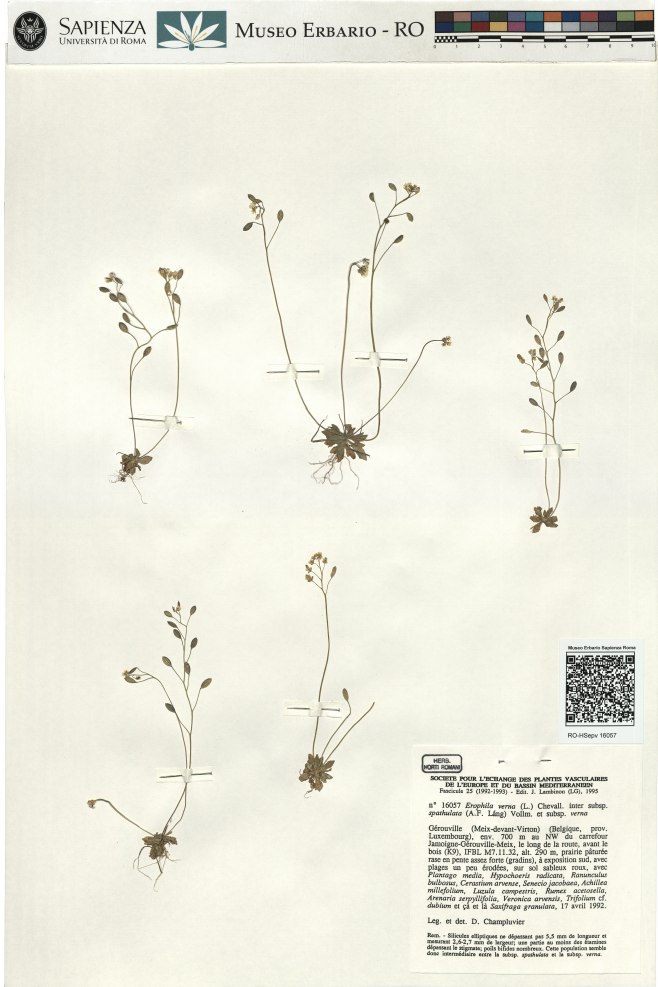 SAPIENZA
UNIVERSITÀ DI ROMA
MUSEO ERBARIO - RO
Museo Erbario Sapienza Roma
RO-HSepv 16057
HERB.
HORTI ROMANI
SOCIETE POUR L'ECHANGE DES PLANTES VASCULAIRES
DE L'EUROPE ET DU BASSIN MEDITERRANEEN
Fascicule 25 (1992-1993) - Edit. J. Lambinon (LG), 1995
n° 16057 Erophila verna (L.) Chevall. inter subsp.
spathulata (A.F. Láng) Vollm. et subsp. verna
Gérouville (Meix-devant-Virton) (Belgique, prov.
Luxembourg), env. 700 m au NW du carrefour
Jamoigne-Gérouville-Meix, le long de la route, avant le
bois (K9), IFBL M7.11.32, alt. 290 m, prairie pâturée
rase en pente assez forte (gradins), à exposition sud, avec
plages un peu érodées, sur sol sableux roux, avec
Plantago media, Hypochoeris radicata, Ranunculus
bulbosus, Cerastium arvense, Senecio jacobaea, Achillea
millefolium, Luzula campestris, Rumex acetosella,
Arenaria serpyllifolia, Veronica arvensis, Trifolium cf.
dubium et çà et là Saxifraga granulata, 17 avril 1992.
Leg. et det. D. Champluvier
Rem. - Silicules elliptiques ne dépassant pas 5,5 mm de longueur et
mesurant 2,6-2,7 mm de largeur; une partie au moins des étamines
dépassant le stigmate; poils bifides nombreux. Cette population semble
donc intermédiaire entre la subsp. spathulata et la subsp. verna.